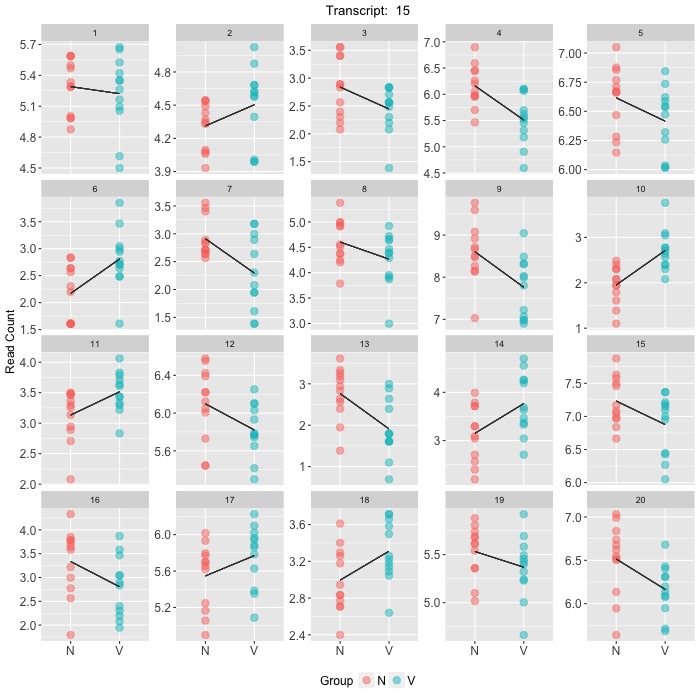 Transcript: 15
1 2 3 4 5
5.7 5.4 5.1 4.8 4.5
4.8 4.5 4.2 3.9
3.5 3.0 2.5 2.0 1.5
7.0 6.5 6.0 5.5 5.0 4.5
7.00 6.75 6.50 6.25 6.00
6 7 8 9 10
3.5 3.0 2.5 2.0 1.5
3.5 3.0 2.5 2.0 1.5
5.0 4.5 4.0 3.5 3.0
9 8 7
3 2 1
Read Count
11 12 13 14 15
4.0 3.5 3.0 2.5 2.0
6.4 6.0 5.6
3 2 1
4 3
7.5 7.0 6.5 6.0
16 17 18 19 20
4.0 3.5 3.0 2.5 2.0
6.0 5.6 5.2
3.6 3.2 2.8 2.4
5.5 5.0
7.0 6.5 6.0
N V N V N V N V N V
Group N V